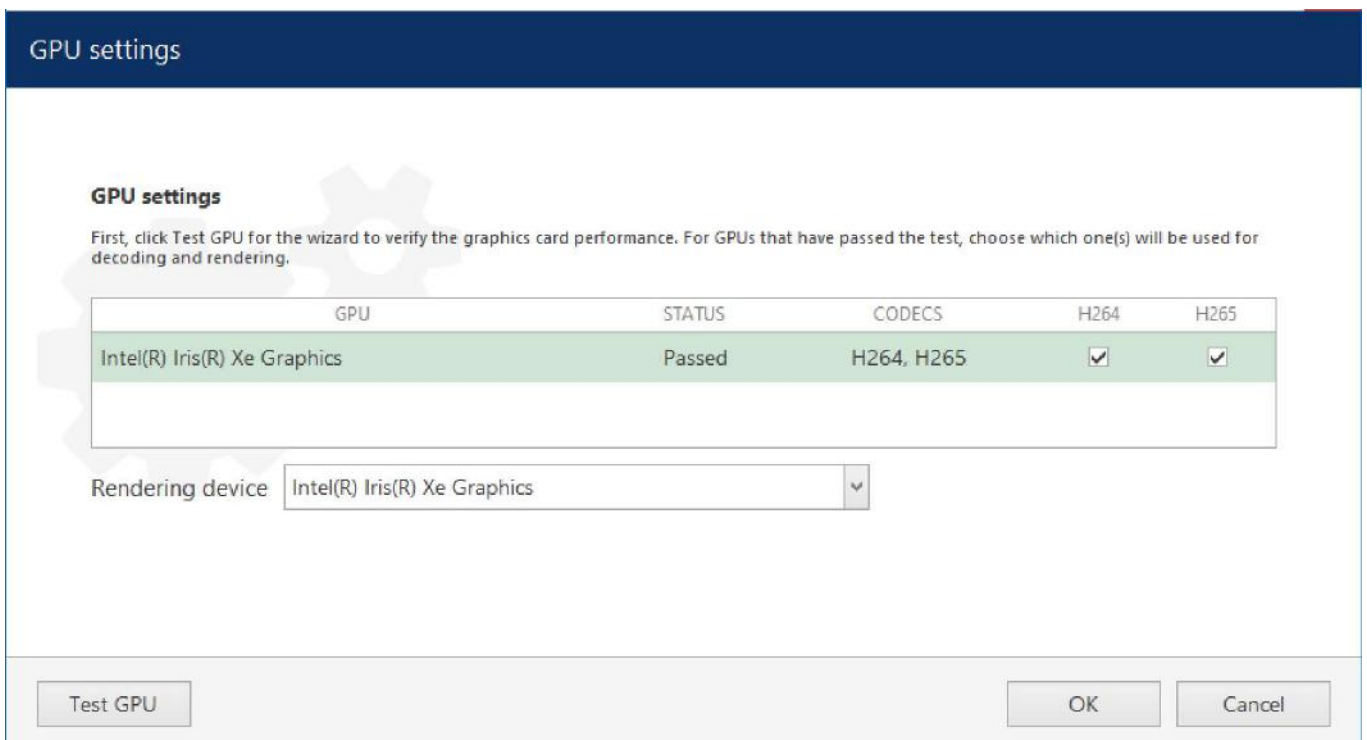 GPU settings
GPU settings
First, click Test GPU for the wizard to verify the graphics card performance. For GPUs that have passed the test, choose which one(s) will be used for
decoding and rendering.
GPU STATUS CODECS H264 H265
Intel(R) Iris(R) Xe Graphics Passed H264, H265
Rendering device Intel(R) Iris(R) Xe Graphics
Test GPU OK Cancel